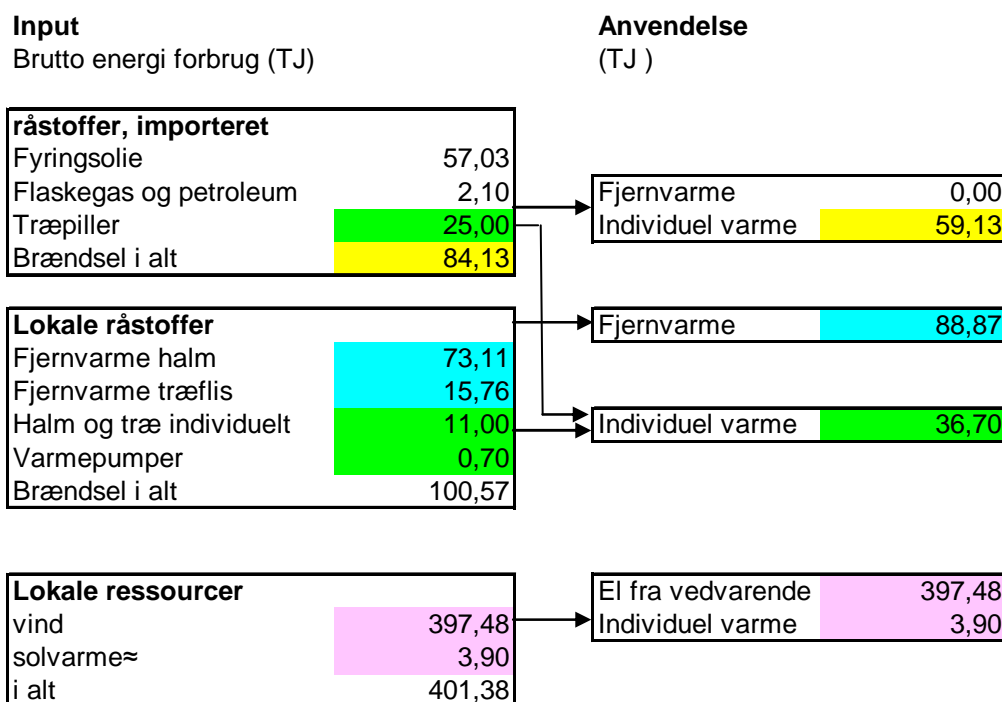 Input
Brutto energi forbrug (TJ)
Anvendelse
(TJ )
råstoffer, importeret
Fyringsolie 57,03
Flaskegas og petroleum 2,10
Træpiller 25,00
Brændsel i alt 84,13
Fjernvarme 0,00
Individuel varme 59,13
Lokale råstoffer
Fjernvarme halm 73,11
Fjernvarme træflis 15,76
Halm og træ individuelt 11,00
Varmepumper 0,70
Brændsel i alt 100,57
Fjernvarme 88,87
Individuel varme 36,70
Lokale ressourcer
vind 397,48
solvarme≈ 3,90
i alt 401,38
El fra vedvarende 397,48
Individuel varme 3,90